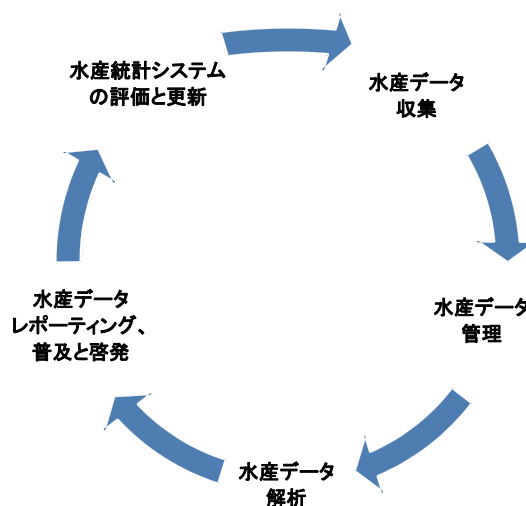 水産統計システム
の評価と更新
水産データ
収集
水産データ
管理
水産データ
解析
水産データ
レポーティング、
普及と啓発